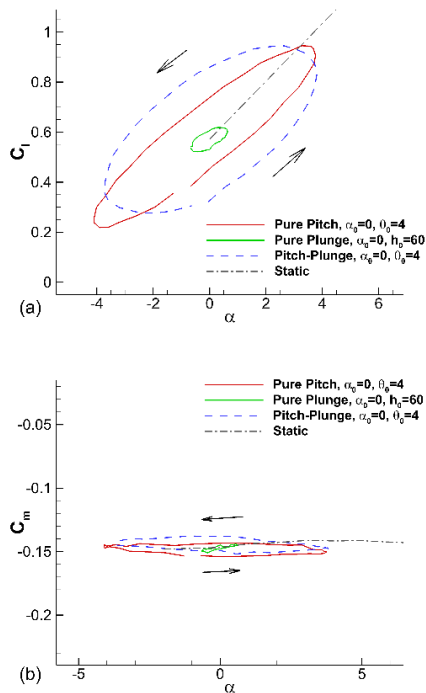 1
0.8
0.6
0.4
0.2
0
C_l
Pure Pitch, α_0=0, θ_0=4
Pure Plunge, α_0=0, h_0=60
Pitch-Plunge, α_0=0, θ_0=4
Static
-4 -2 0 2 4 6
(a) α
Pure Pitch, α_0=0, θ_0=4
Pure Plunge, α_0=0, h_0=60
Pitch-Plunge, α_0=0, θ_0=4
Static
-0.05
-0.1
C_m
-0.15
-0.2
-5 0 5
(b) α